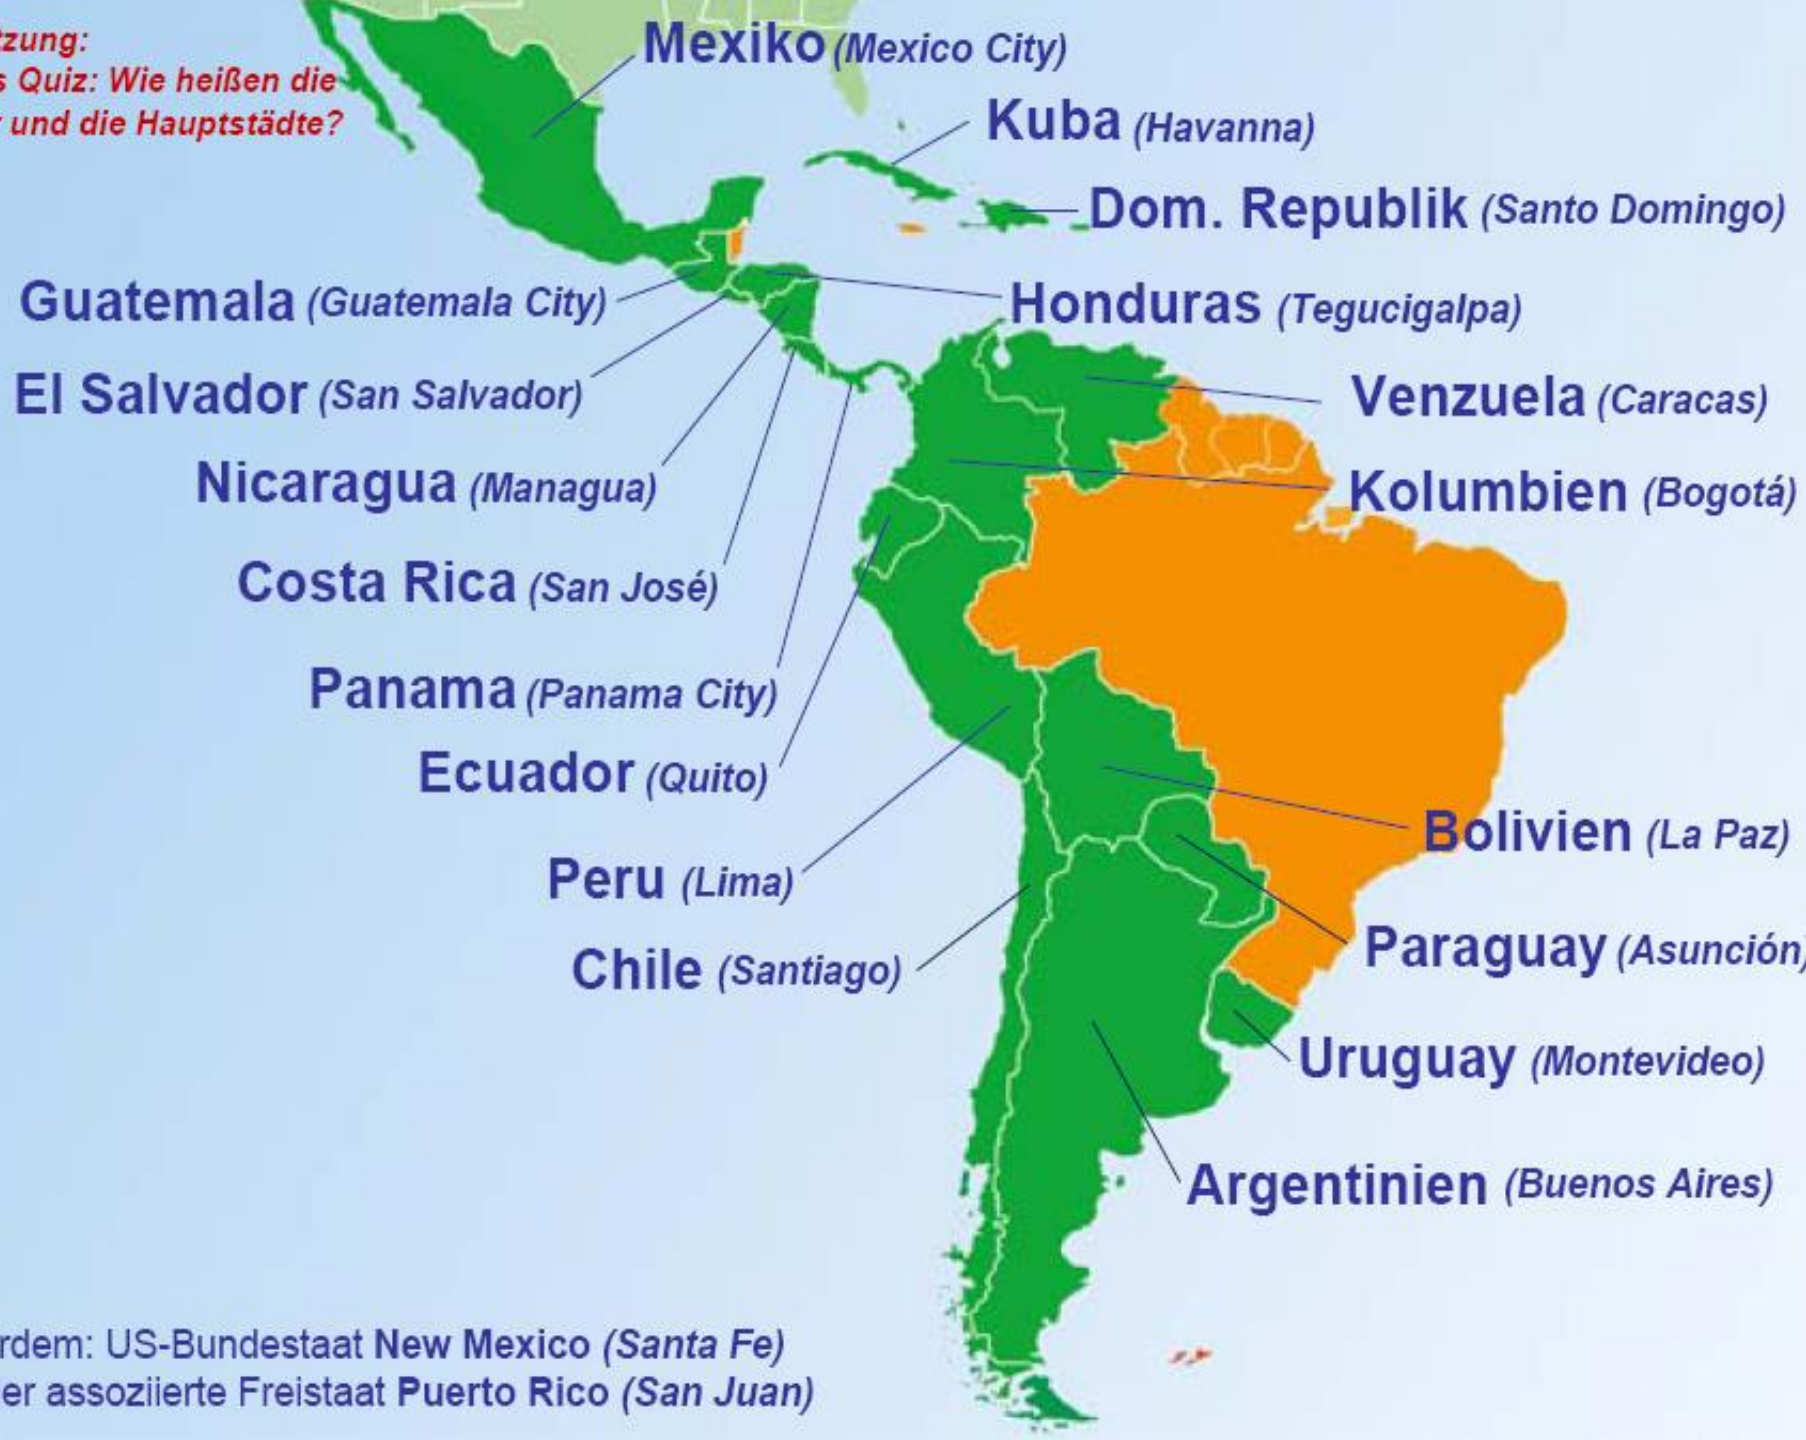 tzung:
s Quiz: Wie heißen die
r und die Hauptstädte?
Mexiko (Mexico City)
Kuba (Havanna)
Dom. Republik (Santo Domingo)
Guatemala (Guatemala City)
Honduras (Tegucigalpa)
El Salvador (San Salvador)
Venzuela (Caracas)
Nicaragua (Managua)
Kolumbien (Bogotá)
Costa Rica (San José)
Panama (Panama City)
Ecuador (Quito)
Bolivien (La Paz)
Peru (Lima)
Paraguay (Asunción)
Chile (Santiago)
Uruguay (Montevideo)
Argentinien (Buenos Aires)
rdem: US-Bundestaat New Mexico (Santa Fe)
er assoziierte Freistaat Puerto Rico (San Juan)